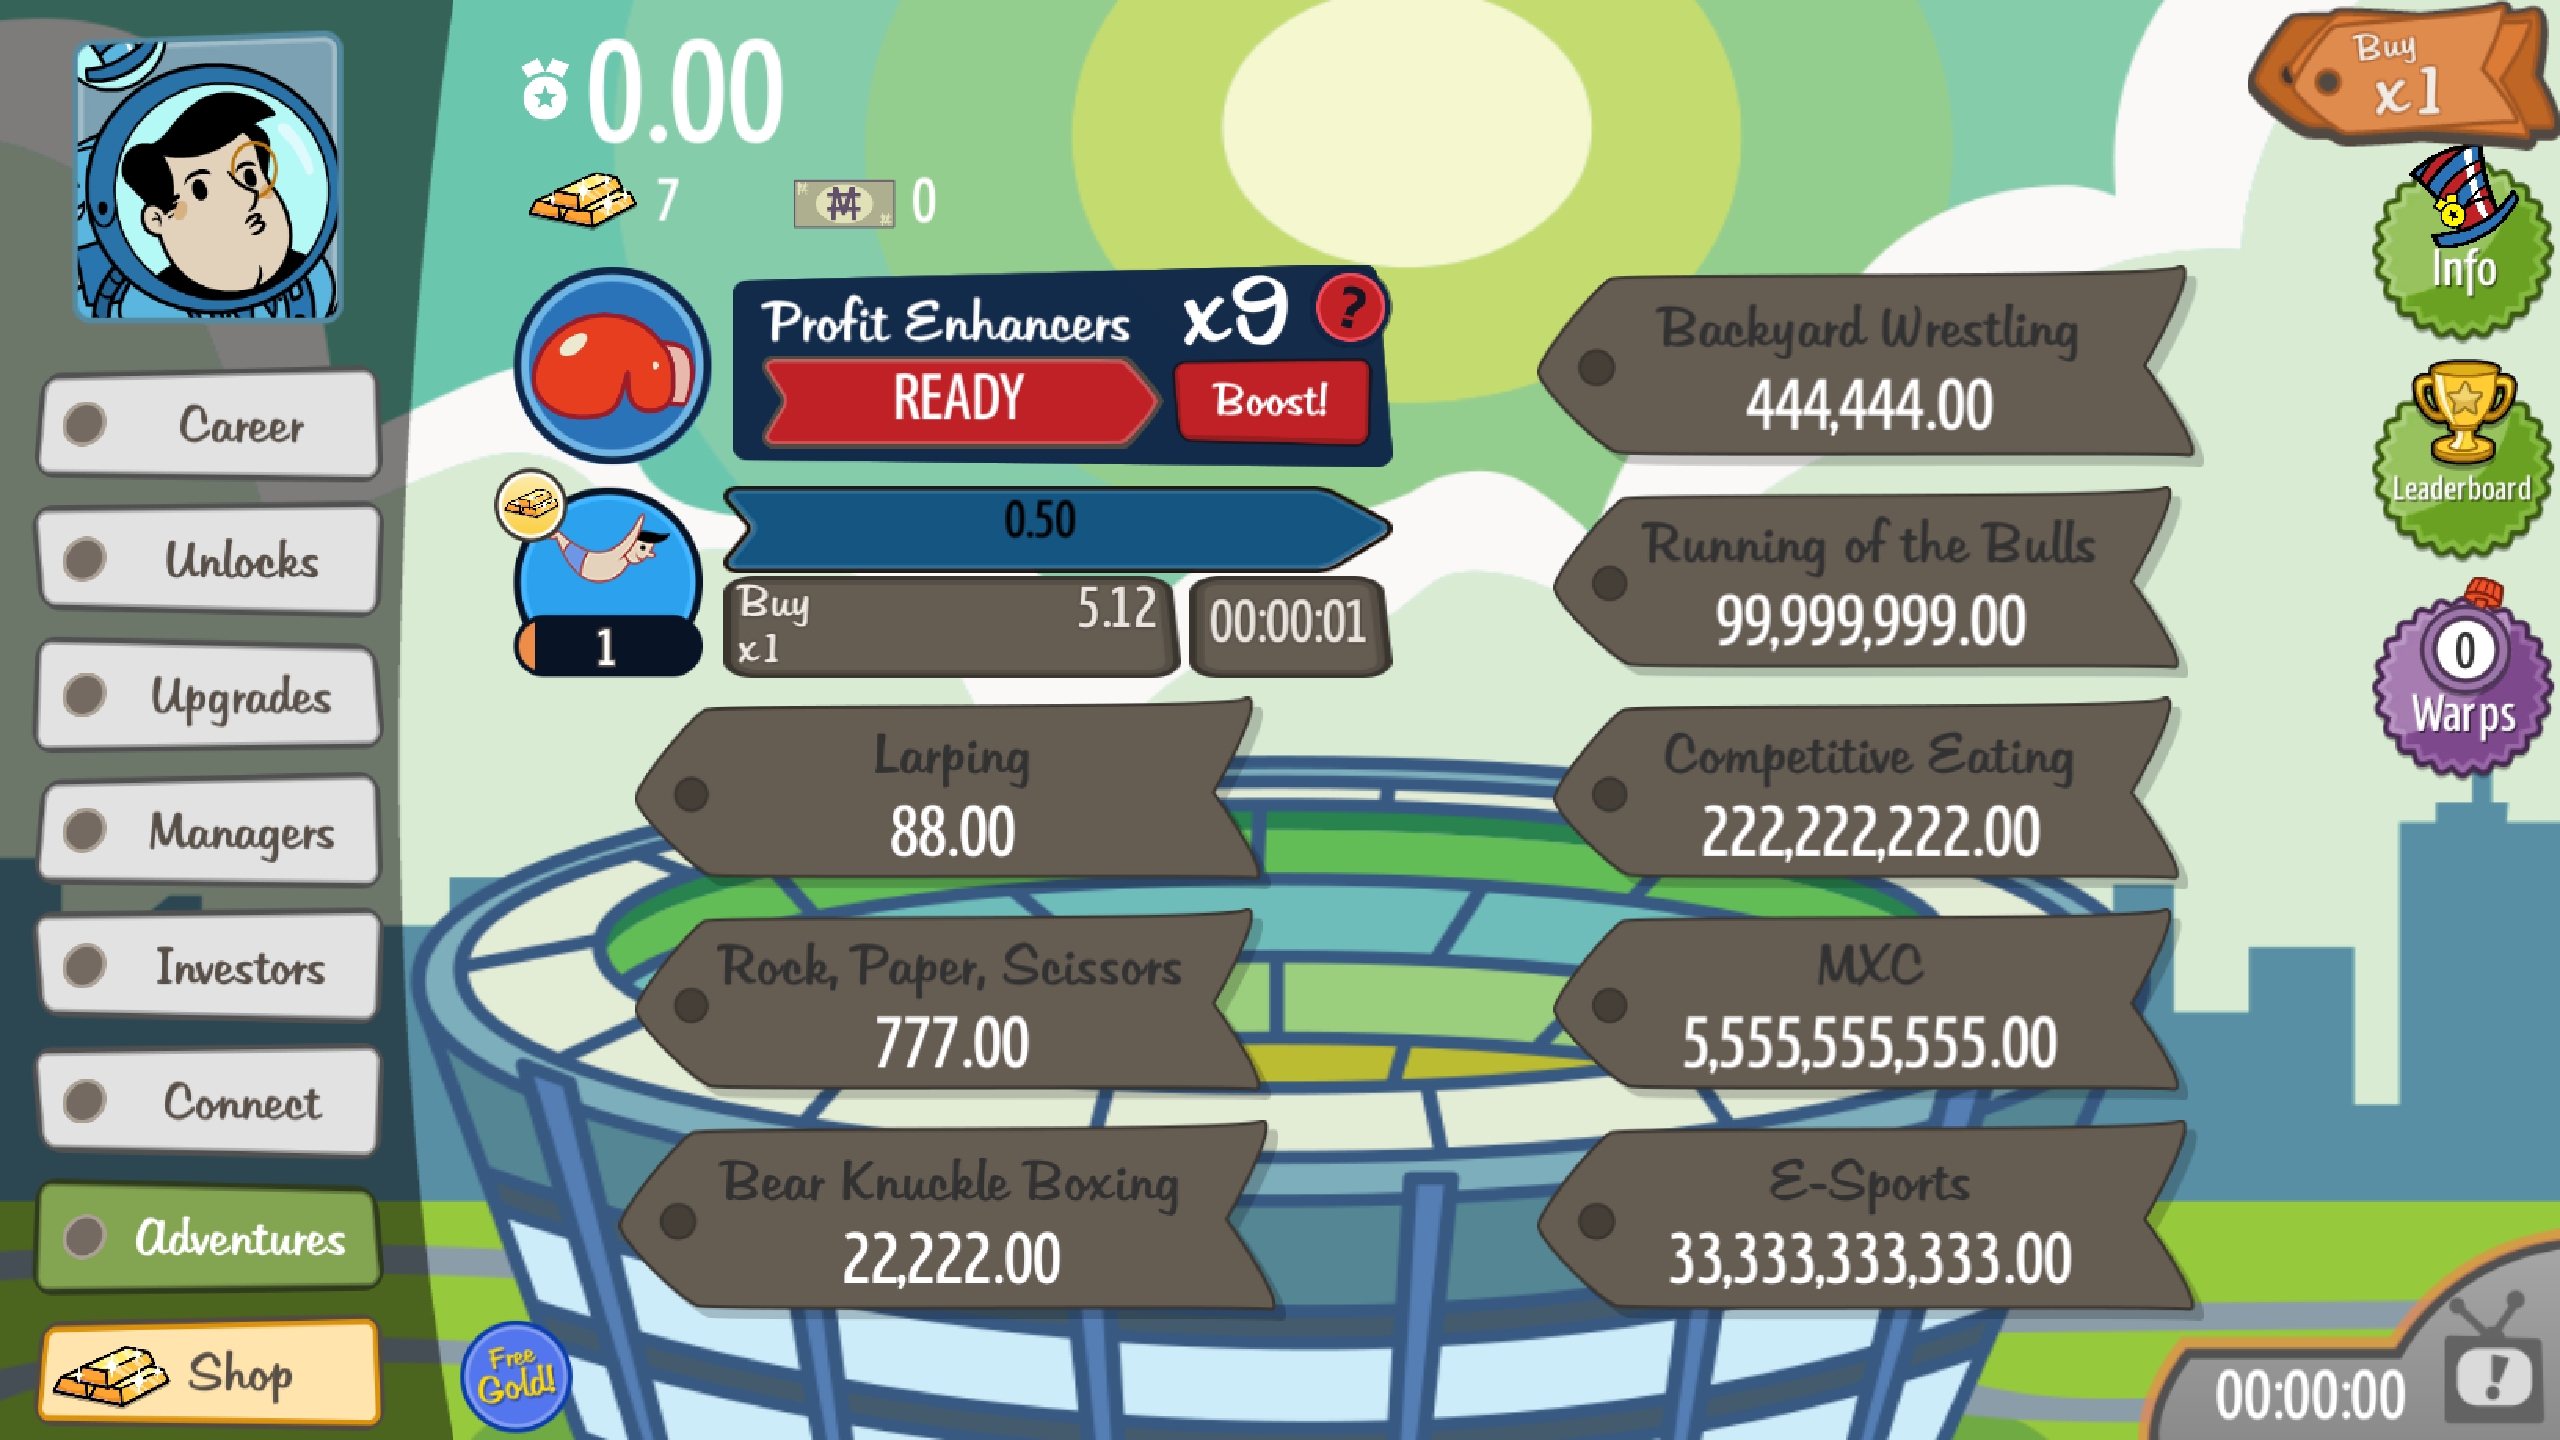 0.00
7
0
Buy
x1
Info
Leaderboard
0
Warps
Career
Unlocks
Upgrades
Managers
Investors
Connect
Adventures
Shop
Profit Enhancers x9 ?
READY
Boost!
0.50
1
Buy 5.12
x1
00:00:01
Larping
88.00
Rock, Paper, Scissors
777.00
Bear Knuckle Boxing
22,222.00
Backyard Wrestling
444,444.00
Running of the Bulls
99,999,999.00
Competitive Eating
222,222,222.00
MXC
5,555,555,555.00
E-Sports
33,333,333,333.00
Free
Gold!
00:00:00
!